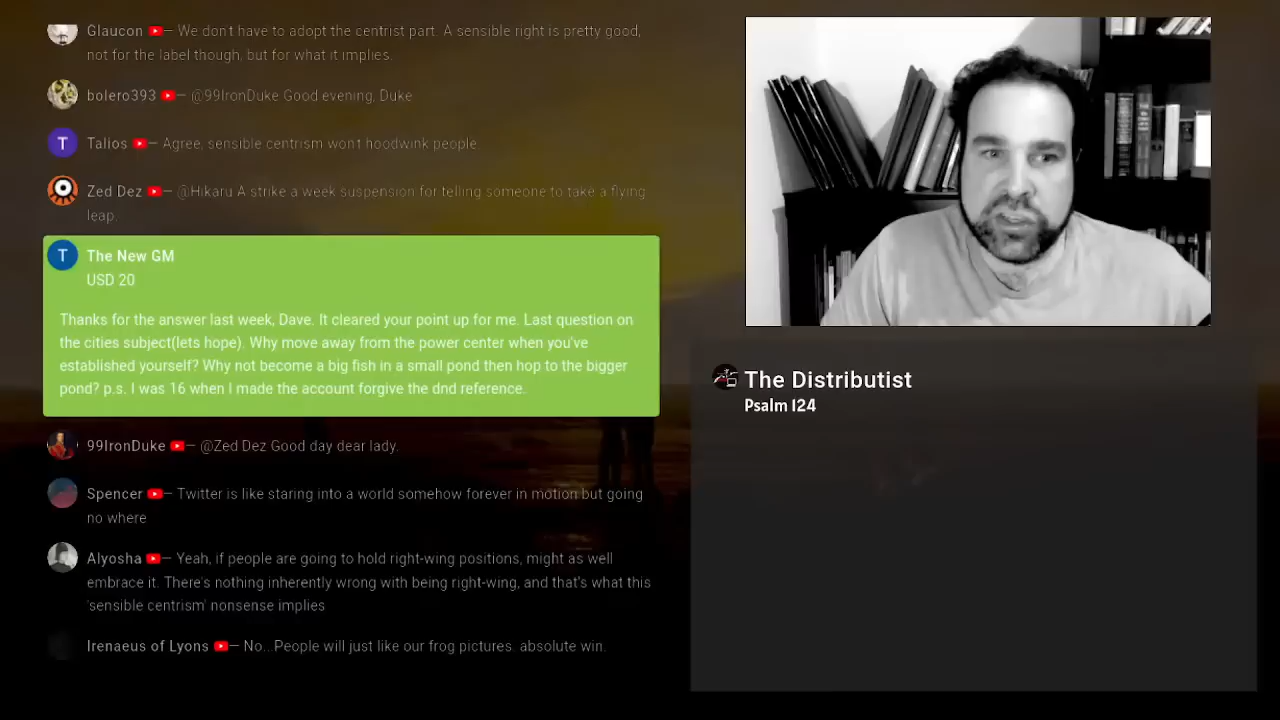 Glaucon — We don't have to adopt the centrist part. A sensible right is pretty good,
not for the label though, but for what it implies.
bolero393 — @99IronDuke Good evening, Duke
T Talios — Agree, sensible centrism won't hoodwink people
Zed Dez — @Hikaru A strike a week suspension for telling someone to take a flying
leap.
T The New GM
USD 20
Thanks for the answer last week, Dave. It cleared your point up for me. Last question on
the cities subject(lets hope). Why move away from the power center when you've
established yourself? Why not become a big fish in a small pond then hop to the bigger
pond? p.s. I was 16 when I made the account forgive the dnd reference.
99IronDuke — @Zed Dez Good day dear lady.
Spencer — Twitter is like staring into a world somehow forever in motion but going
no where
Alyosha — Yeah, if people are going to hold right-wing positions, might as well
embrace it. There's nothing inherently wrong with being right-wing, and that's what this
'sensible centrism' nonsense implies
Irenaeus of Lyons — No...People will just like our frog pictures. absolute win.
The Distributist
Psalm 124